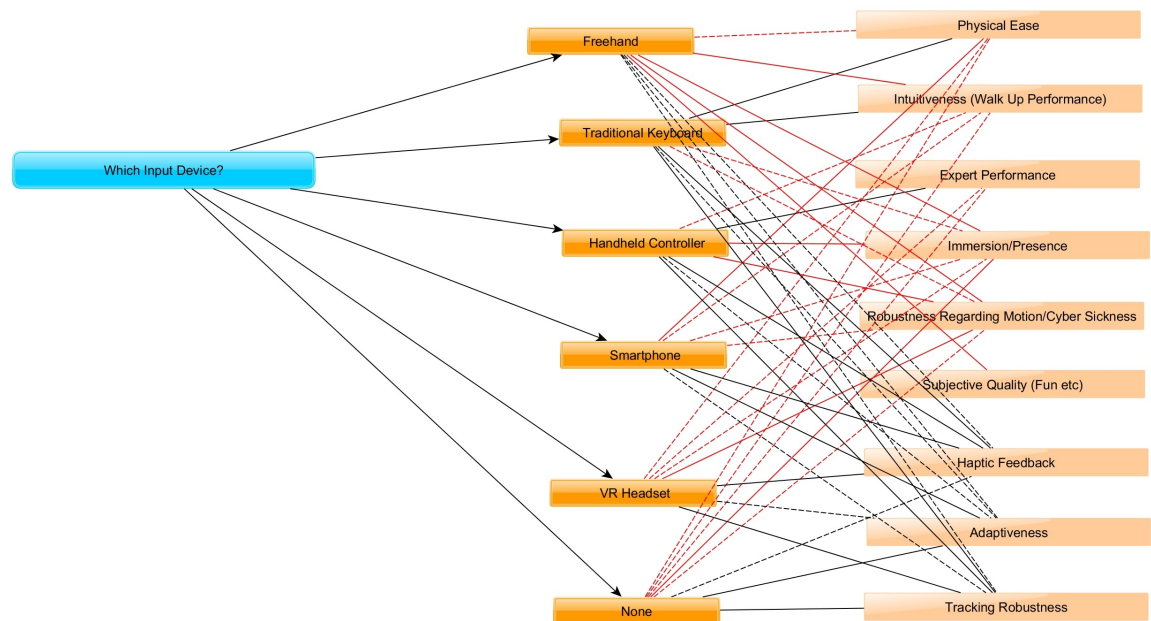 Which Input Device?
Freehand
Traditional Keyboard
Handheld Controller
Smartphone
VR Headset
None
Physical Ease
Intuitiveness (Walk Up Performance)
Expert Performance
Immersion/Presence
Robustness Regarding Motion/Cyber Sickness
Subjective Quality (Fun etc)
Haptic Feedback
Adaptiveness
Tracking Robustness